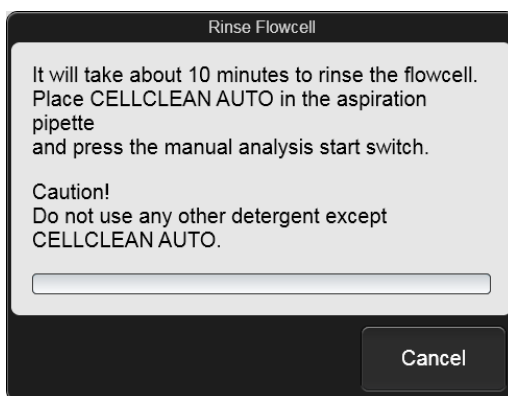 Rinse Flowcell
It will take about 10 minutes to rinse the flowcell.
Place CELLCLEAN AUTO in the aspiration
pipette
and press the manual analysis start switch.
Caution!
Do not use any other detergent except
CELLCLEAN AUTO.
Cancel